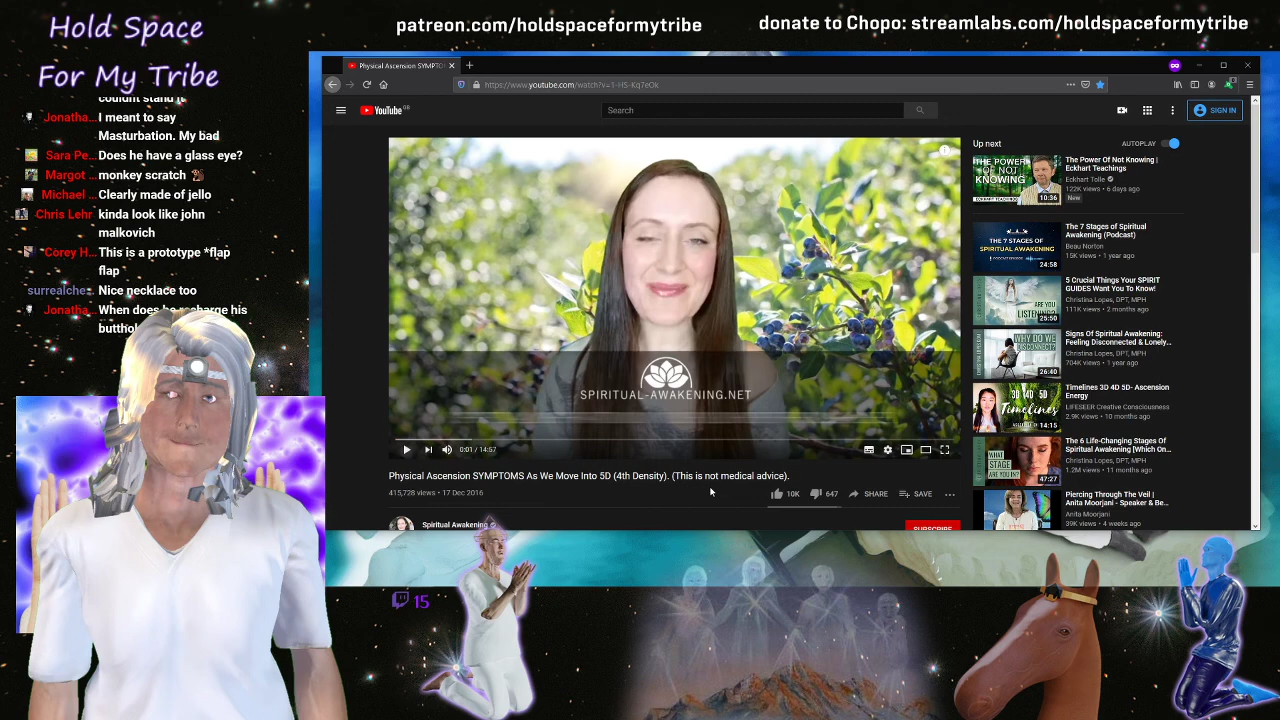 Hold Space
For My Tribe
patreon.com/holdspaceformytribe
donate to Chopo: streamlabs.com/holdspaceformytribe
couldnt stand it
Jonatha... I meant to say
Masturbation. My bad
Sara Pe... Does he have a glass eye?
Margot ... monkey scratch
Michael ... Clearly made of jello
Chris Lehr kinda look like john
malkovich
Corey H... This is a prototype *flap
flap
surrealche... Nice necklace too
Jonatha... When does he recharge his
Physical Ascension SYMPTO
https://www.youtube.com/watch?v=1-HS-Kq7eOk
YouTube GB
Search
SIGN IN
SPIRITUAL-AWAKENING.NET
0:01 / 14:57
Physical Ascension SYMPTOMS As We Move Into 5D (4th Density). (This is not medical advice).
415,728 views • 17 Dec 2016
10K
647
SHARE
SAVE
Spiritual Awakening
SUBSCRIBE
Up next
AUTOPLAY
THE POWER
OF NOT
KNOWING
10:36
The Power Of Not Knowing |
Eckhart Teachings
Eckhart Tolle
122K views • 6 days ago
New
THE 7 STAGES OF
SPIRITUAL AWAKENING
24:58
The 7 Stages of Spiritual
Awakening (Podcast)
Beau Norton
15K views • 1 year ago
ARE YOU
LISTENING?
25:50
5 Crucial Things Your SPIRIT
GUIDES Want You To Know!
Christina Lopes, DPT, MPH
111K views • 2 months ago
WHY DO WE
DISCONNECT?
26:40
Signs Of Spiritual Awakening:
Feeling Disconnected & Lonely...
Christina Lopes, DPT, MPH
704K views • 1 year ago
3D 4D 5D
Timelines
14:15
Timelines 3D 4D 5D- Ascension
Energy
LIFESEER Creative Consciousness
2.9K views • 10 months ago
WHAT
STAGE
ARE YOU IN?
47:27
The 6 Life-Changing Stages Of
Spiritual Awakening [Which On...
Christina Lopes, DPT, MPH
1.2M views • 11 months ago
Piercing Through The Veil |
Anita Moorjani - Speaker & Be...
Anita Moorjani
39K views • 4 weeks ago
15